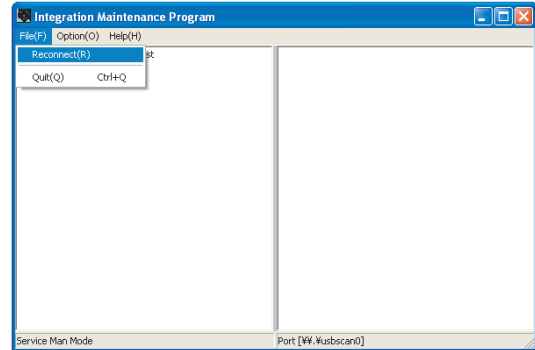 Integration Maintenance Program
File(F) Option(O) Help(H)
Reconnect(R)
st
Quit(Q) Ctrl+Q
Service Man Mode
Port [¥¥.¥usbscan0]